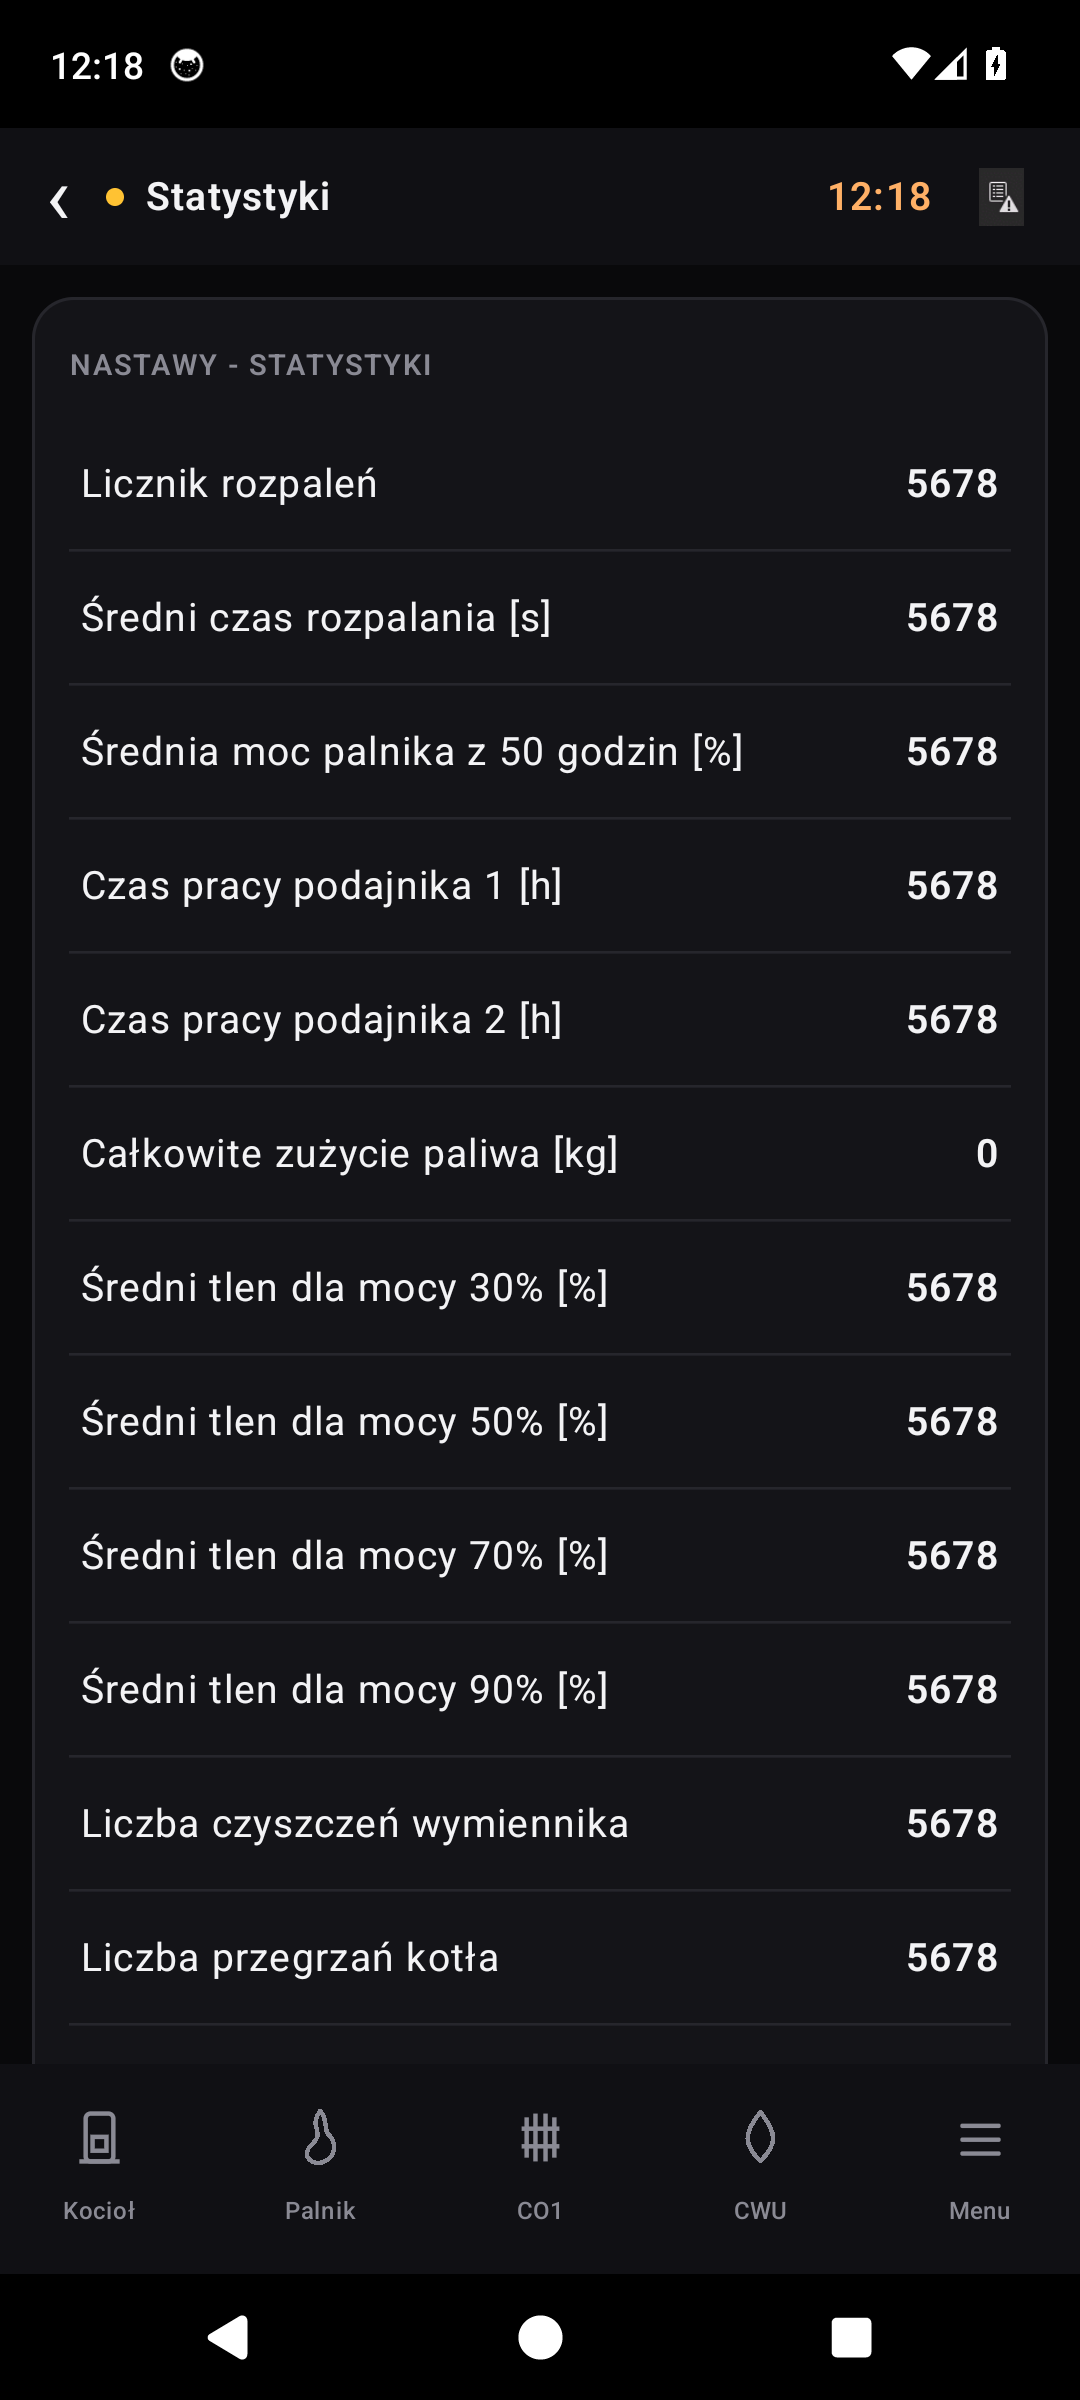 12:18
Statystyki
12:18
NASTAWY - STATYSTYKI
Licznik rozpaleń 5678
Średni czas rozpalania [s] 5678
Średnia moc palnika z 50 godzin [%] 5678
Czas pracy podajnika 1 [h] 5678
Czas pracy podajnika 2 [h] 5678
Całkowite zużycie paliwa [kg] 0
Średni tlen dla mocy 30% [%] 5678
Średni tlen dla mocy 50% [%] 5678
Średni tlen dla mocy 70% [%] 5678
Średni tlen dla mocy 90% [%] 5678
Liczba czyszczeń wymiennika 5678
Liczba przegrzań kotła 5678
Kocioł Palnik CO1 CWU Menu